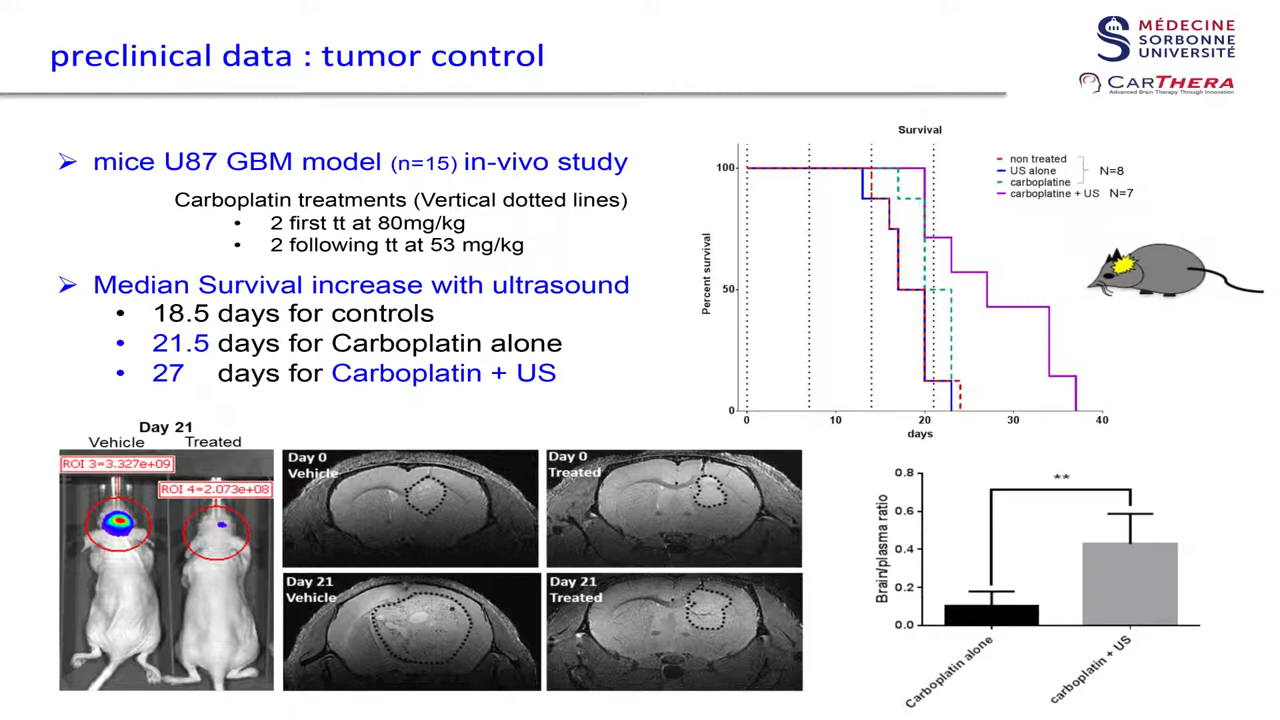 preclinical data : tumor control
MÉDECINE
SORBONNE
UNIVERSITÉ
CARTHERA
Advanced Brain Therapy Through Innovation
➢ mice U87 GBM model (n=15) in-vivo study
Carboplatin treatments (Vertical dotted lines)
• 2 first tt at 80mg/kg
• 2 following tt at 53 mg/kg
➢ Median Survival increase with ultrasound
• 18.5 days for controls
• 21.5 days for Carboplatin alone
• 27 days for Carboplatin + US
Survival
Percent survival
100
50
0
0 10 20 30 40
days
non treated
US alone
carboplatine
N=8
carboplatine + US N=7
Day 21
Vehicle Treated
ROI 3=3.327e+09
ROI 4=2.073e+08
Day 0
Vehicle
Day 0
Treated
Day 21
Vehicle
Day 21
Treated
Brain/plasma ratio
0.8
0.6
0.4
0.2
0.0
**
Carboplatin alone
carboplatin + US